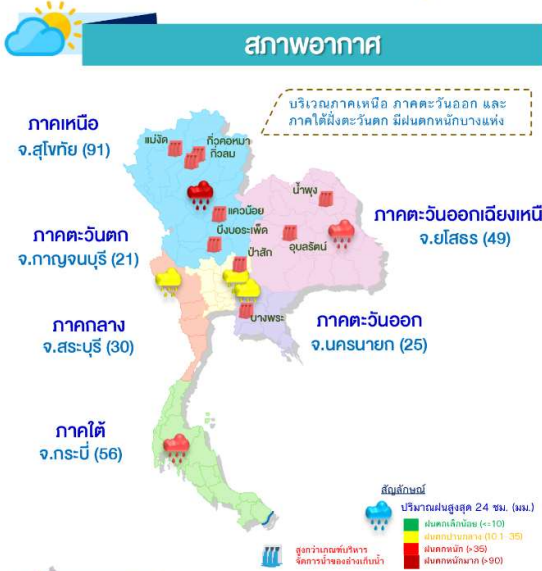 สภาพอากาศ
บริเวณภาคเหนือ ภาคตะวันออก และ
ภาคใต้ฝั่งตะวันตก มีฝนตกหนักบางแห่ง
ภาคเหนือ
จ.สุโขทัย (91)
แม่งัด
กิ่วคอหมา
กิ่วลม
แควน้อย
บึงบอระเพ็ด
น้ำพุง
อุบลรัตน์
ป่าสัก
บางพระ
ภาคตะวันออกเฉียงเหนื
จ.ยโสธร (49)
ภาคตะวันตก
จ.กาญจนบุรี (21)
ภาคกลาง
จ.สระบุรี (30)
ภาคตะวันออก
จ.นครนายก (25)
ภาคใต้
จ.กระบี่ (56)
สัญลักษณ์
ปริมาณฝนสูงสุด 24 ชม. (มม.)
ฝนตกเล็กน้อย (<=10)
ฝนตกปานกลาง (10.1-35)
ฝนตกหนัก (>35)
ฝนตกหนักมาก (>90)
สูงกว่าเกณฑ์บริหาร
จัดการน้ำของอ่างเก็บน้ำ